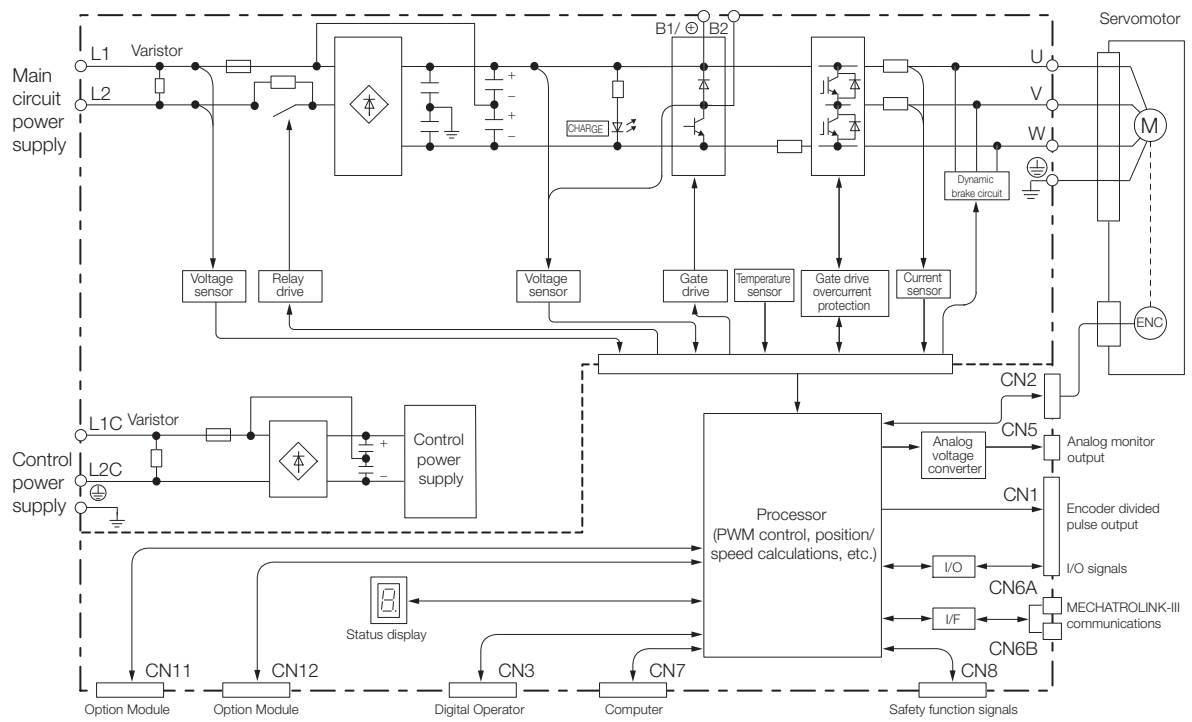 Servomotor
B1/⊕ B2
L1
Varistor
U
Main
circuit
power
supply
L2
V
+
−
+
−
CHARGE
W
M
Dynamic
brake circuit
Voltage
sensor
Relay
drive
Voltage
sensor
Gate
drive
Temperature
sensor
Gate drive
overcurrent
protection
Current
sensor
ENC
CN2
L1C
Varistor
CN5
Analog
voltage
converter
Analog monitor
output
Control
power
supply
L2C
+
−
Control
power
supply
CN1
Encoder divided
pulse output
Processor
(PWM control, position/
speed calculations, etc.)
I/O
I/O signals
CN6A
8.
Status display
I/F
MECHATROLINK-III
communications
CN6B
CN11
CN12
CN3
CN7
CN8
Option Module
Option Module
Digital Operator
Computer
Safety function signals